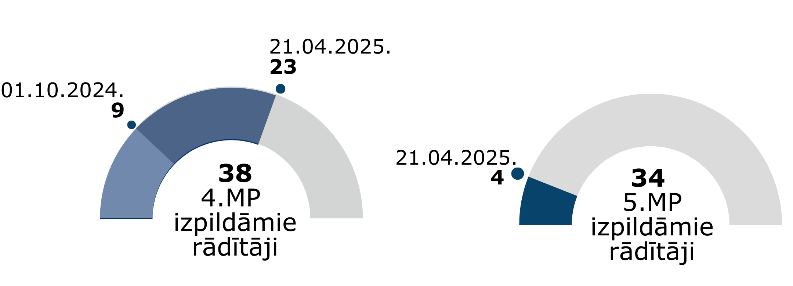 21.04.2025.
23
01.10.2024.
9
38
4.MP
izpildāmie
rādītāji
21.04.2025.
4
34
5.MP
izpildāmie
rādītāji